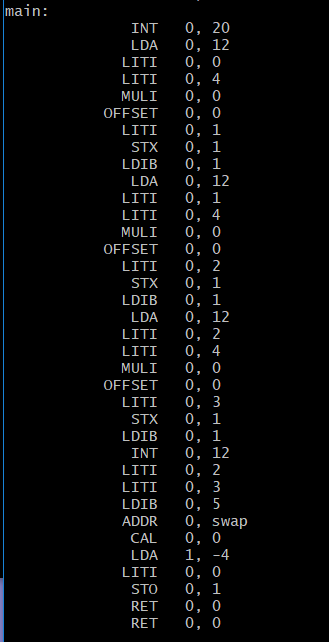 main:
INT 0, 20
LDA 0, 12
LITI 0, 0
LITI 0, 4
MULI 0, 0
OFFSET 0, 0
LITI 0, 1
STX 0, 1
LDIB 0, 1
LDA 0, 12
LITI 0, 1
LITI 0, 4
MULI 0, 0
OFFSET 0, 0
LITI 0, 2
STX 0, 1
LDIB 0, 1
LDA 0, 12
LITI 0, 2
LITI 0, 4
MULI 0, 0
OFFSET 0, 0
LITI 0, 3
STX 0, 1
LDIB 0, 1
INT 0, 12
LITI 0, 2
LITI 0, 3
LDIB 0, 5
ADDR 0, swap
CAL 0, 0
LDA 1, -4
LITI 0, 0
STO 0, 1
RET 0, 0
RET 0, 0